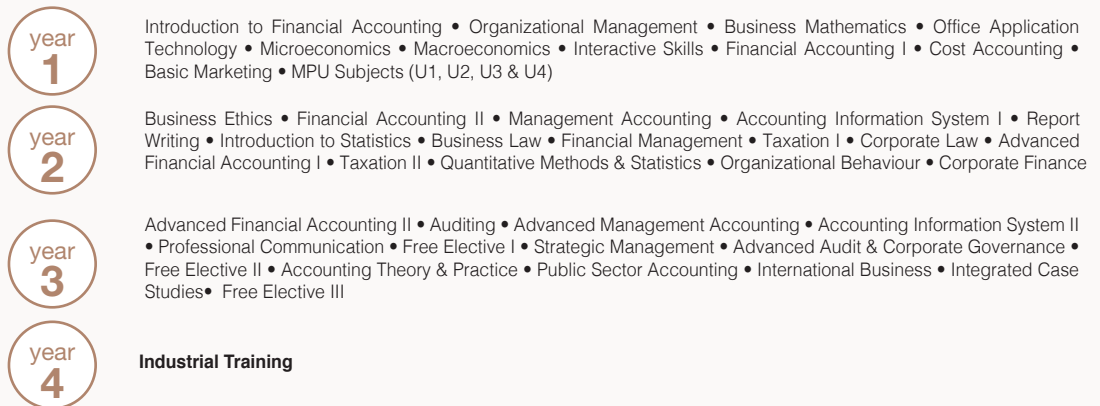 year
1
Introduction to Financial Accounting • Organizational Management • Business Mathematics • Office Application
Technology • Microeconomics • Macroeconomics • Interactive Skills • Financial Accounting I • Cost Accounting •
Basic Marketing • MPU Subjects (U1, U2, U3 & U4)
year
2
Business Ethics • Financial Accounting II • Management Accounting • Accounting Information System I • Report
Writing • Introduction to Statistics • Business Law • Financial Management • Taxation I • Corporate Law • Advanced
Financial Accounting I • Taxation II • Quantitative Methods & Statistics • Organizational Behaviour • Corporate Finance
year
3
Advanced Financial Accounting II • Auditing • Advanced Management Accounting • Accounting Information System II
• Professional Communication • Free Elective I • Strategic Management • Advanced Audit & Corporate Governance •
Free Elective II • Accounting Theory & Practice • Public Sector Accounting • International Business • Integrated Case
Studies• Free Elective III
year
4
Industrial Training